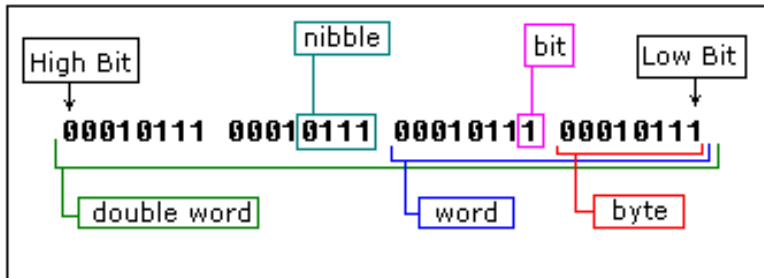 nibble
bit
High Bit
Low Bit
00010111 00010111 00010111 00010111
double word
word
byte